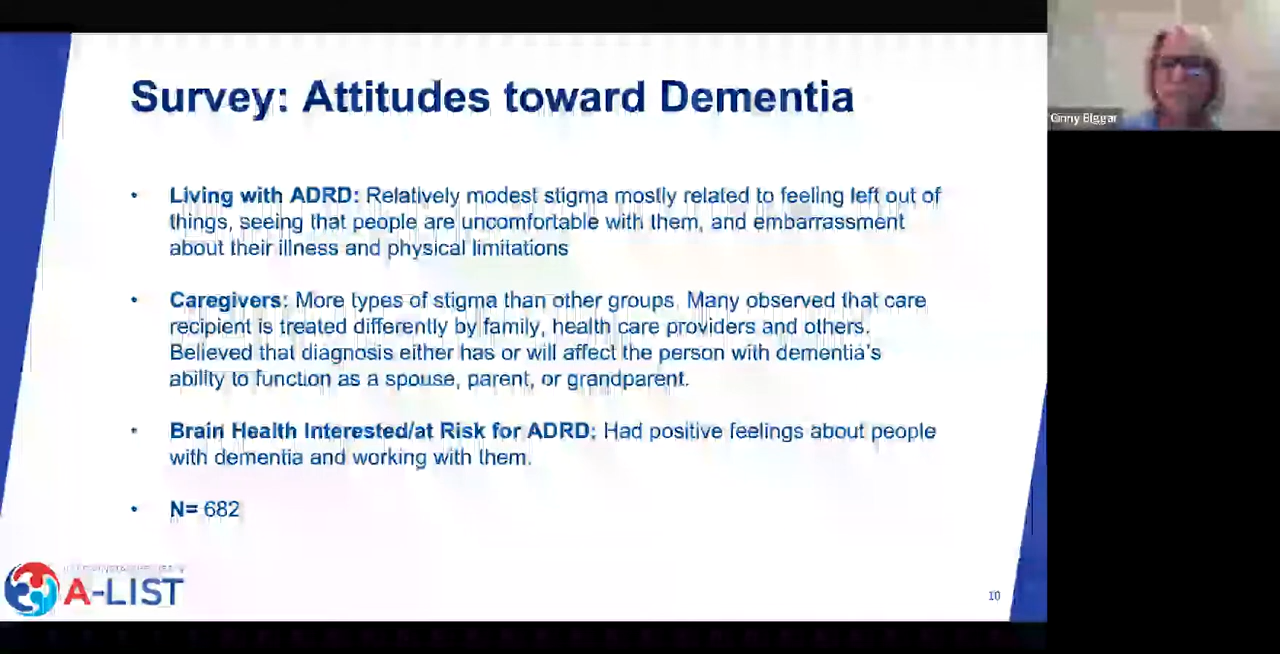 Survey: Attitudes toward Dementia
Ginny Biggar
• Living with ADRD: Relatively modest stigma mostly related to feeling left out of
things, seeing that people are uncomfortable with them, and embarrassment
about their illness and physical limitations
• Caregivers: More types of stigma than other groups. Many observed that care
recipient is treated differently by family, health care providers and others.
Believed that diagnosis either has or will affect the person with dementia's
ability to function as a spouse, parent, or grandparent.
• Brain Health Interested/at Risk for ADRD: Had positive feelings about people
with dementia and working with them.
• N= 682
A-LIST
10